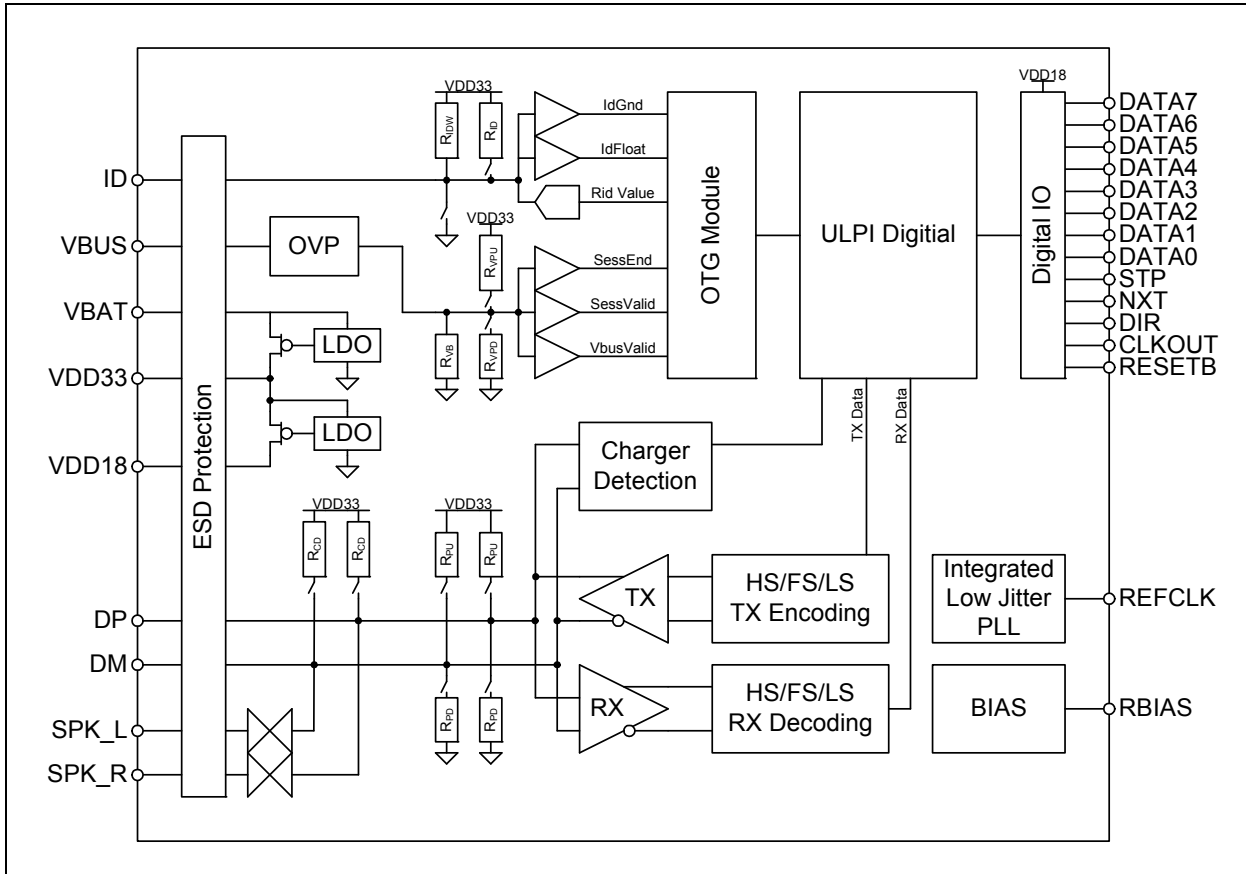 VDD33
RIDW
RID
IdGnd
IdFloat
Rid Value
VDD33
RVPU
SessEnd
SessValid
VbusValid
RVB
RVPD
OTG Module
ULPI Digitial
VDD18
Digital IO
DATA7
DATA6
DATA5
DATA4
DATA3
DATA2
DATA1
DATA0
STP
NXT
DIR
CLKOUT
RESETB
ID
VBUS
VBAT
VDD33
VDD18
DP
DM
SPK_L
SPK_R
ESD Protection
OVP
LDO
LDO
TX Data
RX Data
Charger
Detection
VDD33
RCD
RCD
VDD33
RPU
RPU
RPD
RPD
TX
HS/FS/LS
TX Encoding
RX
HS/FS/LS
RX Decoding
Integrated
Low Jitter
PLL
REFCLK
BIAS
RBIAS